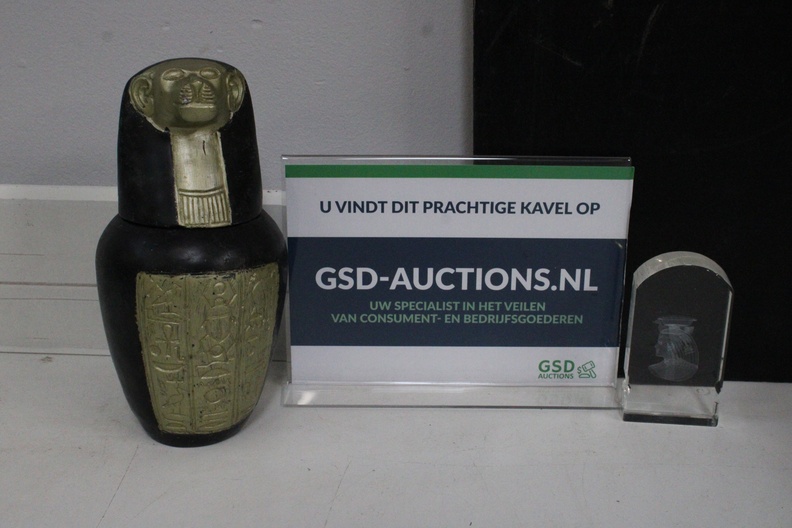 U VINDT DIT PRACHTIGE KAVEL OP
GSD-AUCTIONS.NL
UW SPECIALIST IN HET VEILEN
VAN CONSUMENT- EN BEDRIJFSGOEDEREN
GSD
AUCTIONS